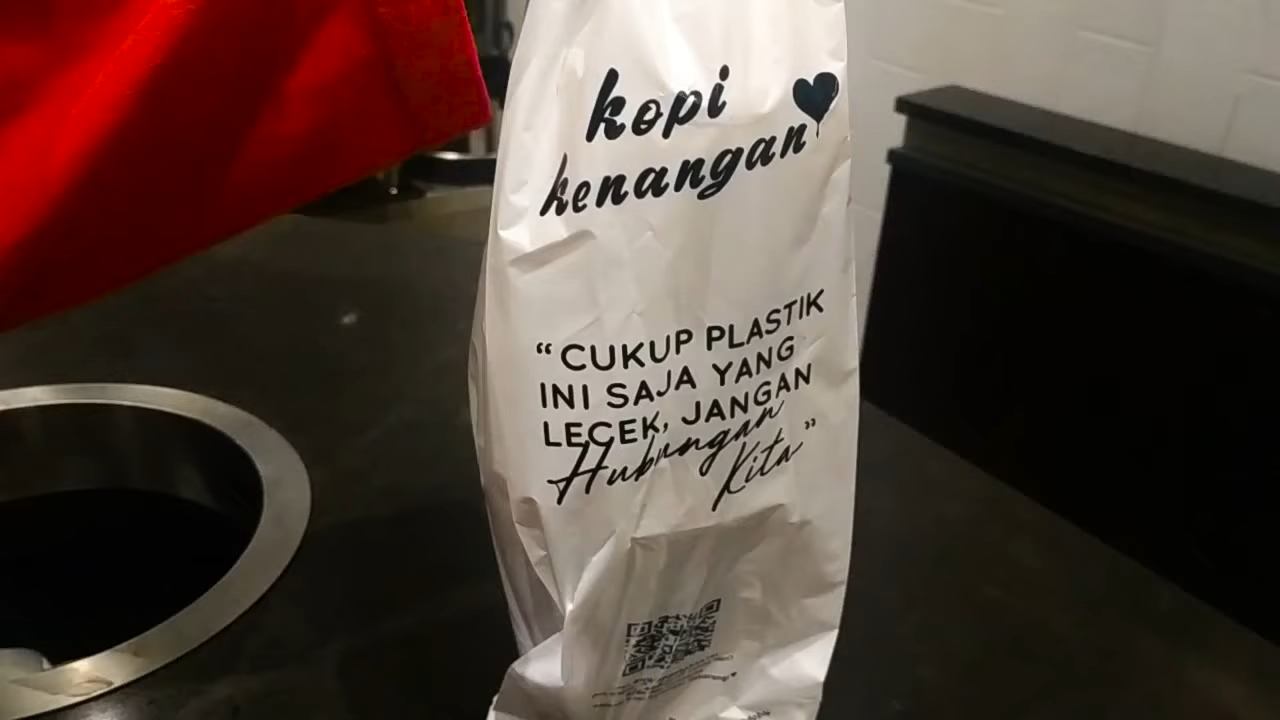 kopi
kenangan
“CUKUP PLASTIK
INI SAJA YANG
LECEK, JANGAN
Hubungan
Kita”